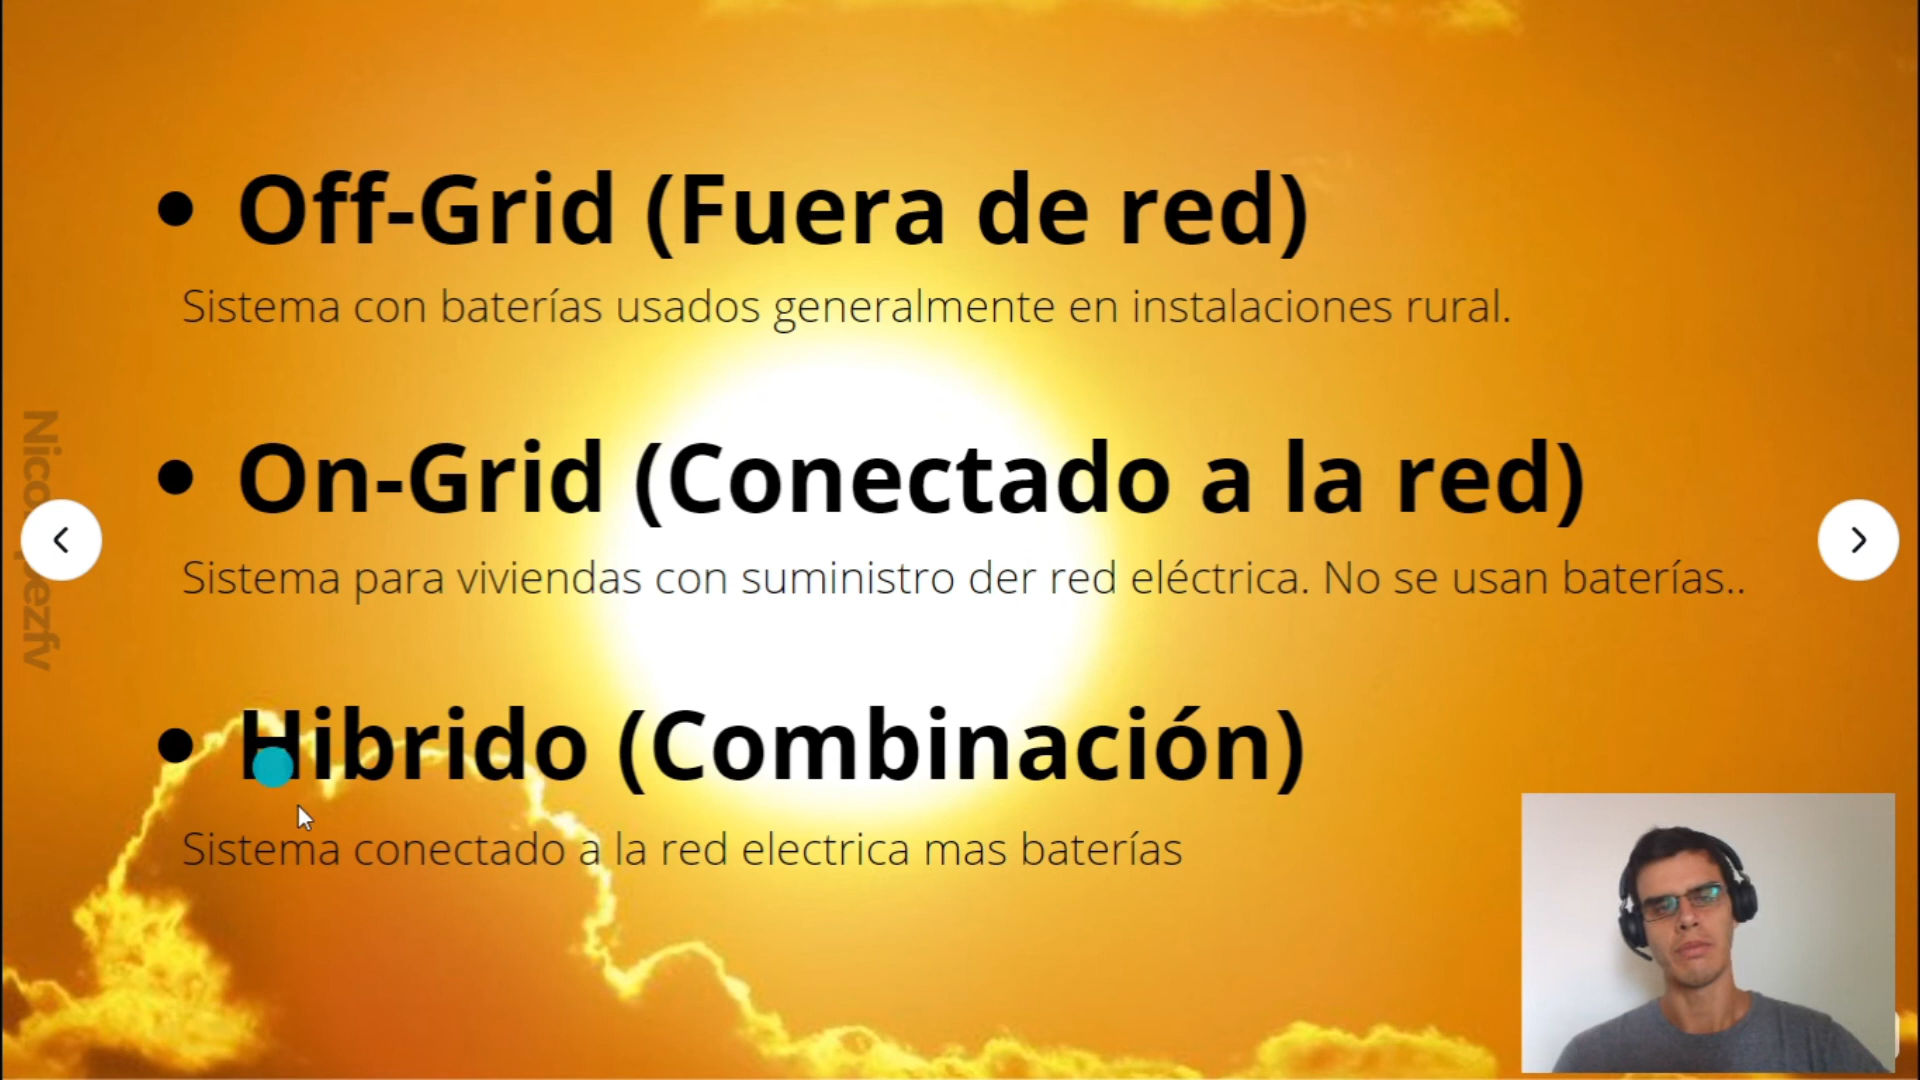 • Off-Grid (Fuera de red)
Sistema con baterías usados generalmente en instalaciones rural.
• On-Grid (Conectado a la red)
Sistema para viviendas con suministro der red eléctrica. No se usan baterías..
• Hibrido (Combinación)
Sistema conectado a la red electrica mas baterías